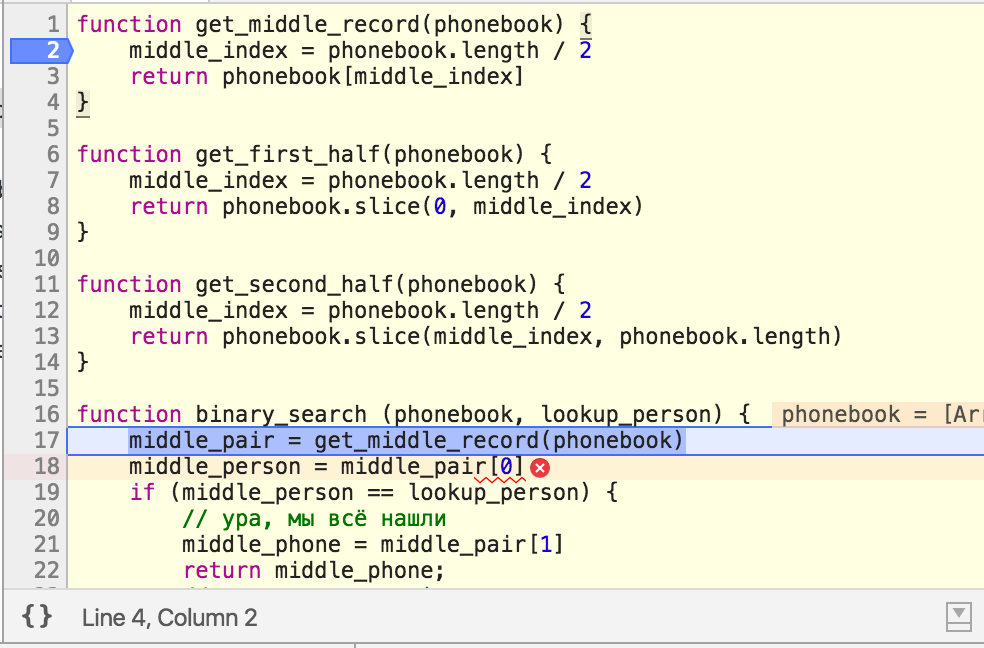 1 function get_middle_record(phonebook) {
2 middle_index = phonebook.length / 2
3 return phonebook[middle_index]
4 }
5
6 function get_first_half(phonebook) {
7 middle_index = phonebook.length / 2
8 return phonebook.slice(0, middle_index)
9 }
10
11 function get_second_half(phonebook) {
12 middle_index = phonebook.length / 2
13 return phonebook.slice(middle_index, phonebook.length)
14 }
15
16 function binary_search (phonebook, lookup_person) { phonebook = [Arr
17 middle_pair = get_middle_record(phonebook)
18 middle_person = middle_pair[0]
19 if (middle_person == lookup_person) {
20 // ура, мы всё нашли
21 middle_phone = middle_pair[1]
22 return middle_phone;
{} Line 4, Column 2